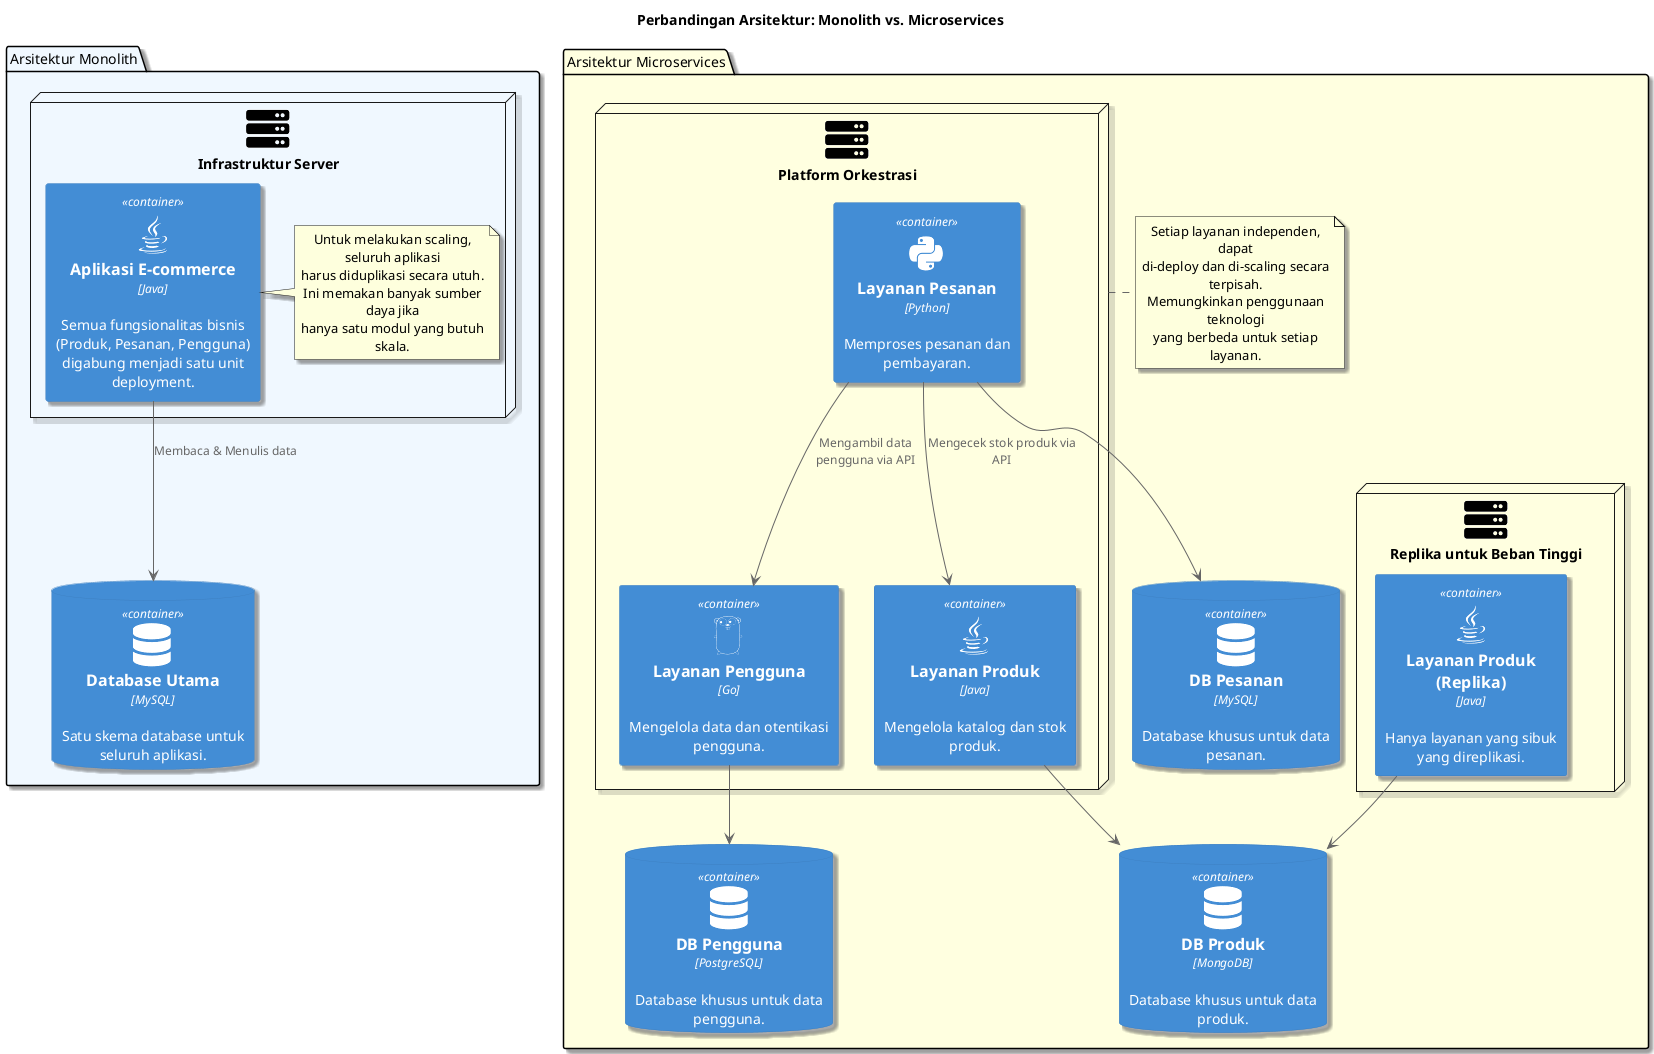 Perbandingan Arsitektur: Monolith vs. Microservices
Arsitektur Monolith
Infrastruktur Server
«container»
Aplikasi E-commerce
[Java]
Semua fungsionalitas bisnis
(Produk, Pesanan, Pengguna)
digabung menjadi satu unit
deployment.
Untuk melakukan scaling,
seluruh aplikasi
harus diduplikasi secara utuh.
Ini memakan banyak sumber
daya jika
hanya satu modul yang butuh
skala.
Membaca & Menulis data
«container»
Database Utama
[MySQL]
Satu skema database untuk
seluruh aplikasi.
Arsitektur Microservices
Platform Orkestrasi
«container»
Layanan Pesanan
[Python]
Memproses pesanan dan
pembayaran.
Setiap layanan independen,
dapat
di-deploy dan di-scaling secara
terpisah.
Memungkinkan penggunaan
teknologi
yang berbeda untuk setiap
layanan.
Mengambil data
pengguna via API
Mengecek stok produk via
API
«container»
Layanan Pengguna
[Go]
Mengelola data dan otentikasi
pengguna.
«container»
Layanan Produk
[Java]
Mengelola katalog dan stok
produk.
«container»
DB Pesanan
[MySQL]
Database khusus untuk data
pesanan.
Replika untuk Beban Tinggi
«container»
Layanan Produk
(Replika)
[Java]
Hanya layanan yang sibuk
yang direplikasi.
«container»
DB Pengguna
[PostgreSQL]
Database khusus untuk data
pengguna.
«container»
DB Produk
[MongoDB]
Database khusus untuk data
produk.